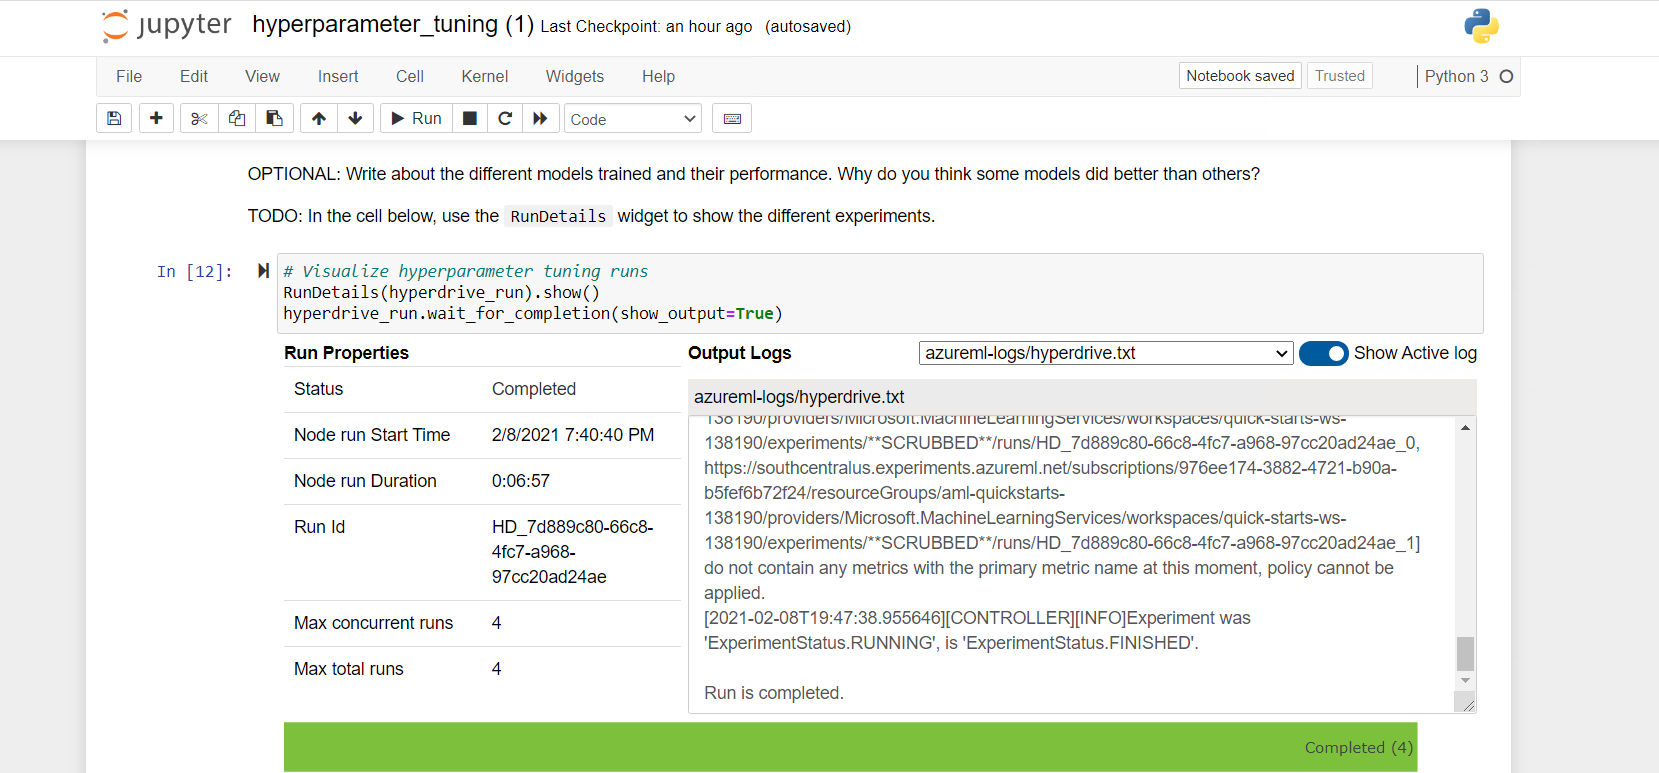 jupyter hyperparameter_tuning (1) Last Checkpoint: an hour ago (autosaved)
File Edit View Insert Cell Kernel Widgets Help Notebook saved Trusted Python 3
Run Code
OPTIONAL: Write about the different models trained and their performance. Why do you think some models did better than others?
TODO: In the cell below, use the RunDetails widget to show the different experiments.
In [12]: # Visualize hyperparameter tuning runs
RunDetails(hyperdrive_run).show()
hyperdrive_run.wait_for_completion(show_output=True)
Run Properties
Status Completed
Node run Start Time 2/8/2021 7:40:40 PM
Node run Duration 0:06:57
Run Id HD_7d889c80-66c8-
4fc7-a968-
97cc20ad24ae
Max concurrent runs 4
Max total runs 4
Output Logs azureml-logs/hyperdrive.txt Show Active log
azureml-logs/hyperdrive.txt
138190/providers/Microsoft.MachineLearningServices/workspaces/quick-starts-ws-
138190/experiments/**SCRUBBED**/runs/HD_7d889c80-66c8-4fc7-a968-97cc20ad24ae_0,
https://southcentralus.experiments.azureml.net/subscriptions/976ee174-3882-4721-b90a-
b5fef6b72f24/resourceGroups/aml-quickstarts-
138190/providers/Microsoft.MachineLearningServices/workspaces/quick-starts-ws-
138190/experiments/**SCRUBBED**/runs/HD_7d889c80-66c8-4fc7-a968-97cc20ad24ae_1]
do not contain any metrics with the primary metric name at this moment, policy cannot be
applied.
[2021-02-08T19:47:38.955646][CONTROLLER][INFO]Experiment was
'ExperimentStatus.RUNNING', is 'ExperimentStatus.FINISHED'.
Run is completed.
Completed (4)